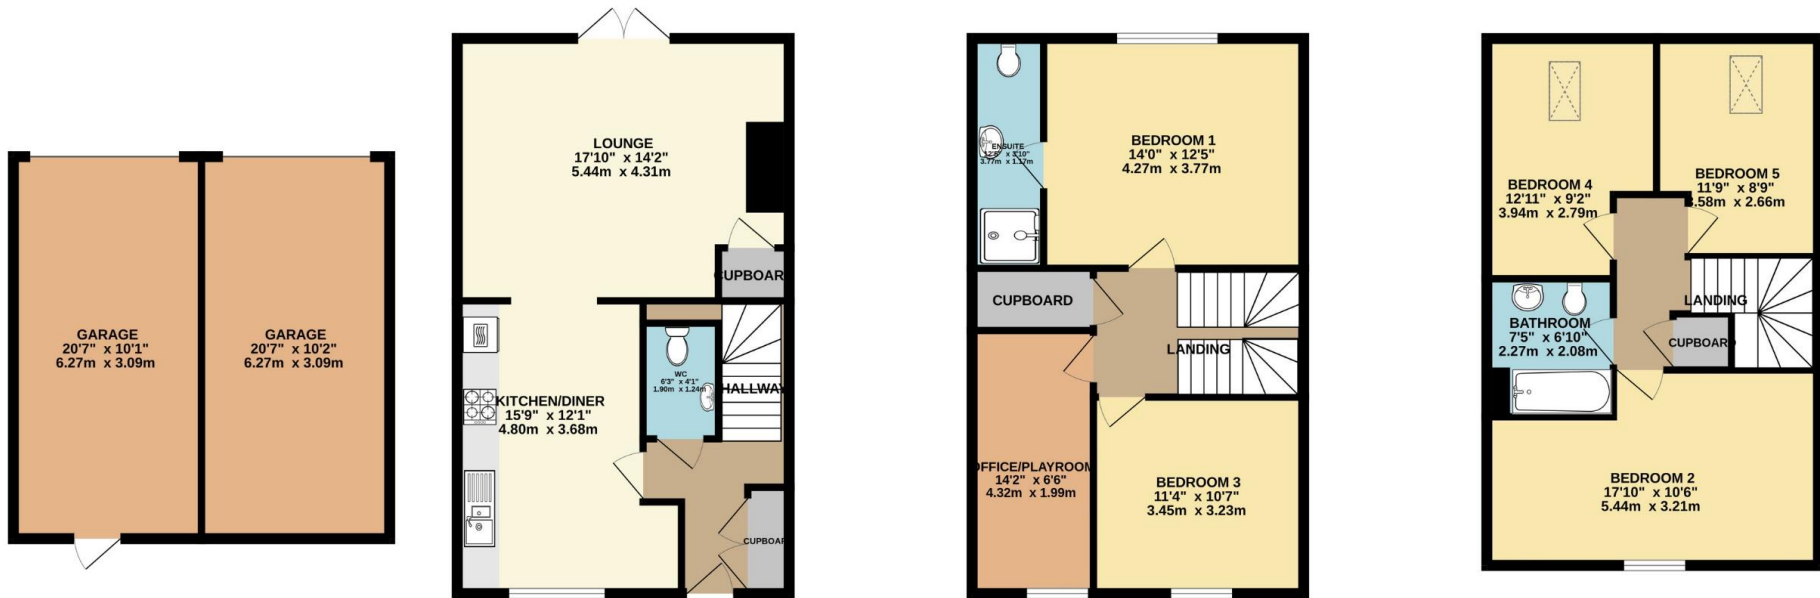 GARAGE
20'7" x 10'1"
6.27m x 3.09m
GARAGE
20'7" x 10'2"
6.27m x 3.09m
LOUNGE
17'10" x 14'2"
5.44m x 4.31m
CUPBOARD
KITCHEN/DINER
15'9" x 12'1"
4.80m x 3.68m
WC
6'3" x 4'1"
1.90m x 1.24m
HALLWAY
CUPBOARD
ENSUITE
12'5" x 3'10"
3.77m x 1.17m
BEDROOM 1
14'0" x 12'5"
4.27m x 3.77m
CUPBOARD
LANDING
OFFICE/PLAYROOM
14'2" x 6'6"
4.32m x 1.99m
BEDROOM 3
11'4" x 10'7"
3.45m x 3.23m
BEDROOM 4
12'11" x 9'2"
3.94m x 2.79m
BEDROOM 5
11'9" x 8'9"
3.58m x 2.66m
LANDING
BATHROOM
7'5" x 6'10"
2.27m x 2.08m
CUPBOARD
BEDROOM 2
17'10" x 10'6"
5.44m x 3.21m